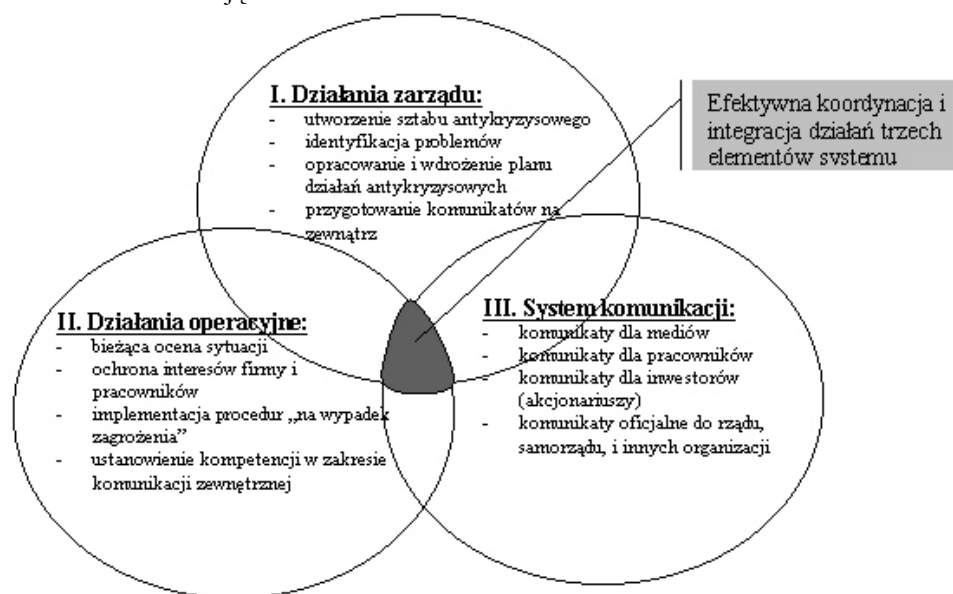 I. Działania zarządu:
- utworzenie sztabu antykryzysowego
- identyfikacja problemów
- opracowanie i wdrożenie planu
działań antykryzysowych
- przygotowanie komunikatów na
zewnątrz
Efektywna koordynacja i
integracja działań trzech
elementów systemu
II. Działania operacyjne:
- bieżąca ocena sytuacji
- ochrona interesów firmy i
pracowników
- implementacja procedur „na wypadek
zagrożenia”
- ustanowienie kompetencji w zakresie
komunikacji zewnętrznej
III. System komunikacji:
- komunikaty dla mediów
- komunikaty dla pracowników
- komunikaty dla inwestorów
(akcjonariuszy)
- komunikaty oficjalne do rządu,
samorządu, i innych organizacji